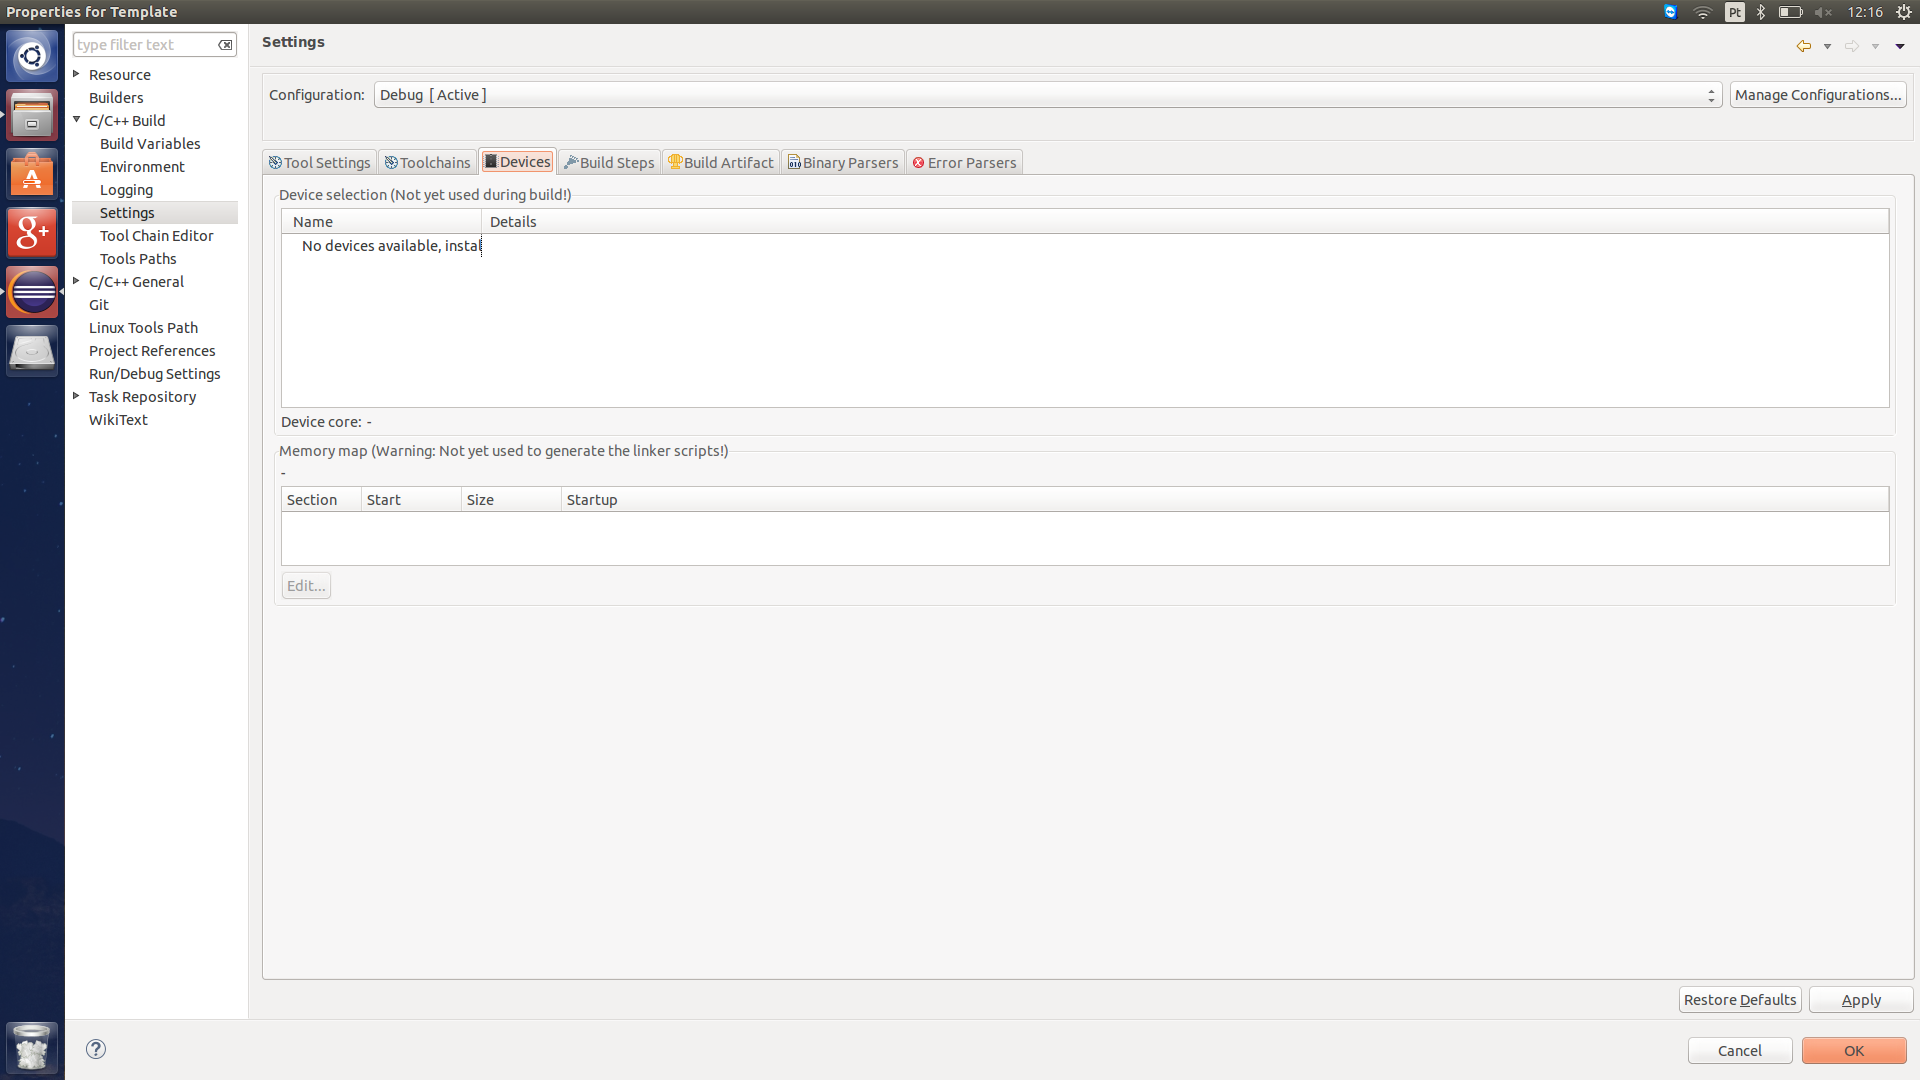 Properties for Template
Pt
12:16
type filter text
Resource
Builders
C/C++ Build
Build Variables
Environment
Logging
Settings
Tool Chain Editor
Tools Paths
C/C++ General
Git
Linux Tools Path
Project References
Run/Debug Settings
Task Repository
WikiText
Settings
Configuration:
Debug [ Active ]
Manage Configurations...
Tool Settings
Toolchains
Devices
Build Steps
Build Artifact
Binary Parsers
Error Parsers
Device selection (Not yet used during build!)
Name
Details
No devices available, instal
Device core: -
Memory map (Warning: Not yet used to generate the linker scripts!)
-
Section
Start
Size
Startup
Edit...
Restore Defaults
Apply
Cancel
OK
A
g+
010
?